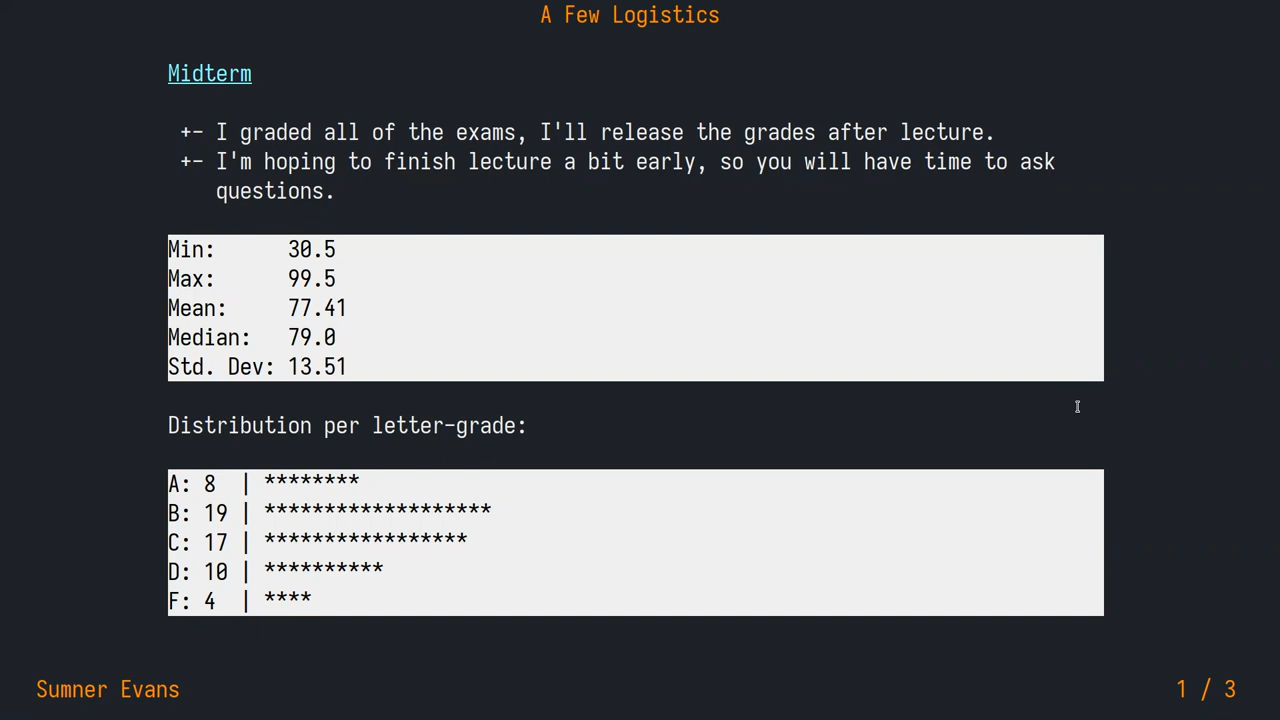 A Few Logistics
Midterm
+- I graded all of the exams, I'll release the grades after lecture.
+- I'm hoping to finish lecture a bit early, so you will have time to ask
questions.
Min: 30.5
Max: 99.5
Mean: 77.41
Median: 79.0
Std. Dev: 13.51
Distribution per letter-grade:
A: 8 | ********
B: 19 | *******************
C: 17 | *****************
D: 10 | **********
F: 4 | ****
Sumner Evans
1 / 3